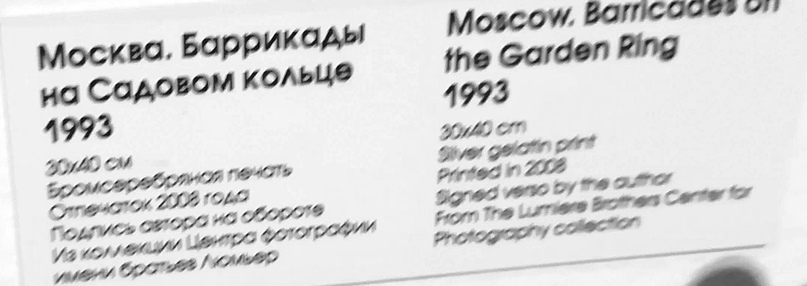 Москва. Баррикады
на Садовом кольце
1993
30x40 см
Бромсеребряная печать
Отпечаток 2008 года
Подпись автора на обороте
Из коллекции Центра фотографии
имени братьев Люмьер
Moscow. Barricades on
the Garden Ring
1993
30x40 cm
Silver gelatin print
Printed in 2008
Signed verso by the author
From The Lumiere Brothers Center for
Photography collection